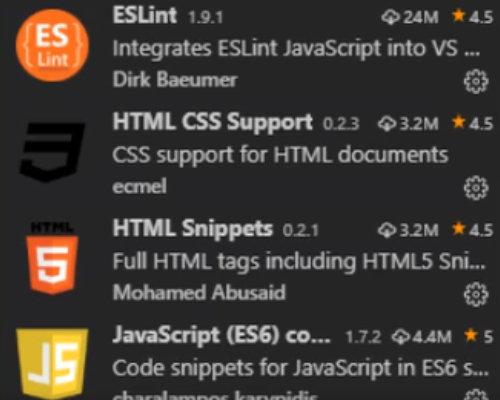 ES
Lint
ESLint 1.9.1 24M 4.5
Integrates ESLint JavaScript into VS ...
Dirk Baeumer
HTML CSS Support 0.2.3 3.2M 4.5
CSS support for HTML documents
ecmel
HTML
5
HTML Snippets 0.2.1 3.2M 4.5
Full HTML tags including HTML5 Sni...
Mohamed Abusaid
JS
JavaScript (ES6) co... 1.7.2 4.4M 5
Code snippets for JavaScript in ES6 s...
charalampos karypidis